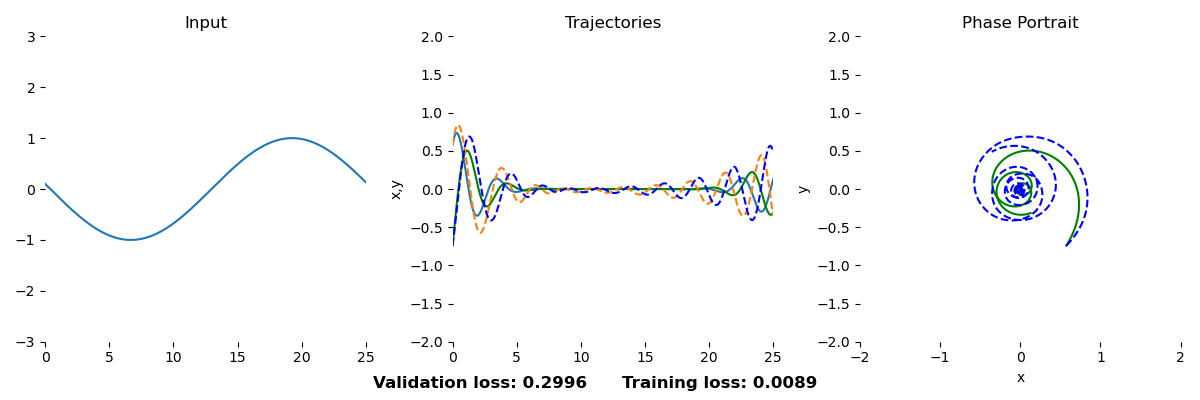 Input
3
2
1
0
−1
−2
−3
0 5 10 15 20 25
Trajectories
x,y
2.0
1.5
1.0
0.5
0.0
−0.5
−1.0
−1.5
−2.0
0 5 10 15 20 25
Phase Portrait
y
2.0
1.5
1.0
0.5
0.0
−0.5
−1.0
−1.5
−2.0
−2 −1 0 1 2
x
Validation loss: 0.2996 Training loss: 0.0089